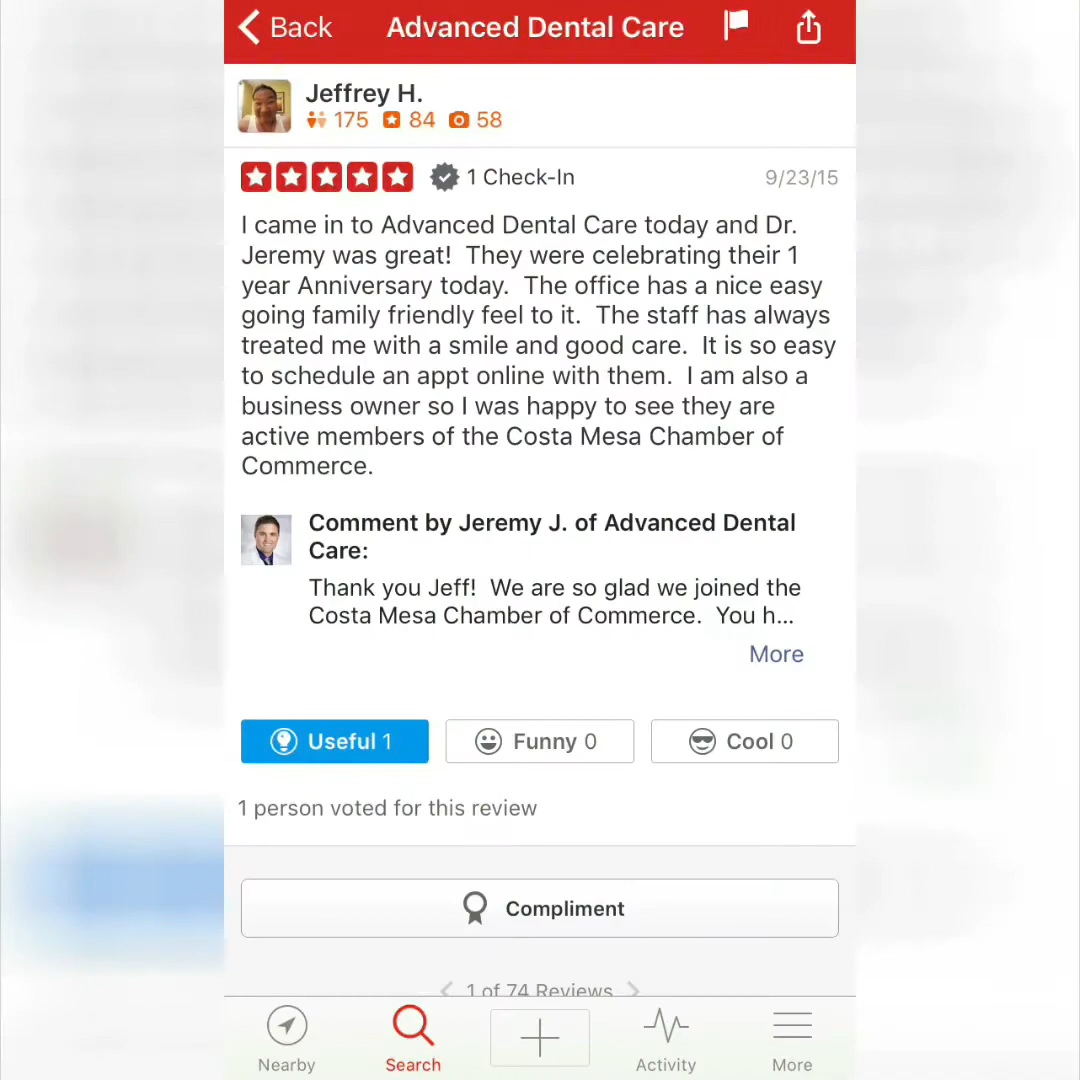 Back Advanced Dental Care
Jeffrey H.
175 84 58
1 Check-In 9/23/15
I came in to Advanced Dental Care today and Dr.
Jeremy was great!  They were celebrating their 1
year Anniversary today.  The office has a nice easy
going family friendly feel to it.  The staff has always
treated me with a smile and good care.  It is so easy
to schedule an appt online with them.  I am also a
business owner so I was happy to see they are
active members of the Costa Mesa Chamber of
Commerce.
Comment by Jeremy J. of Advanced Dental
Care:
Thank you Jeff!  We are so glad we joined the
Costa Mesa Chamber of Commerce.  You h...
More
Useful 1 Funny 0 Cool 0
1 person voted for this review
Compliment
1 of 74 Reviews
Nearby Search Activity More